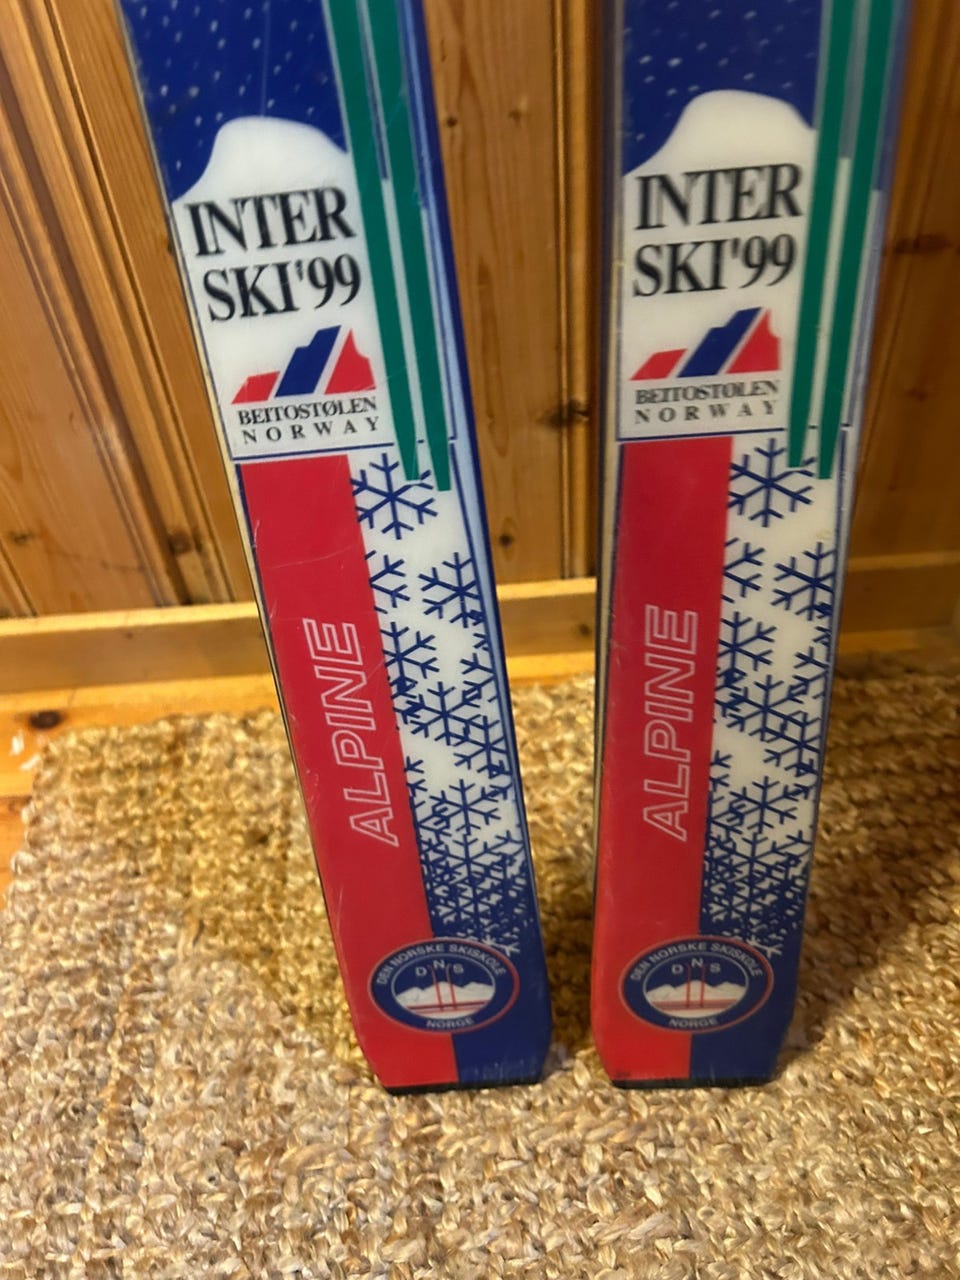 INTER
SKI'99
BEITOSTØLEN
NORWAY
ALPINE
DEN NORSKE SKISKOLE
DNS
NORGE
INTER
SKI'99
BEITOSTØLEN
NORWAY
ALPINE
DEN NORSKE SKISKOLE
DNS
NORGE